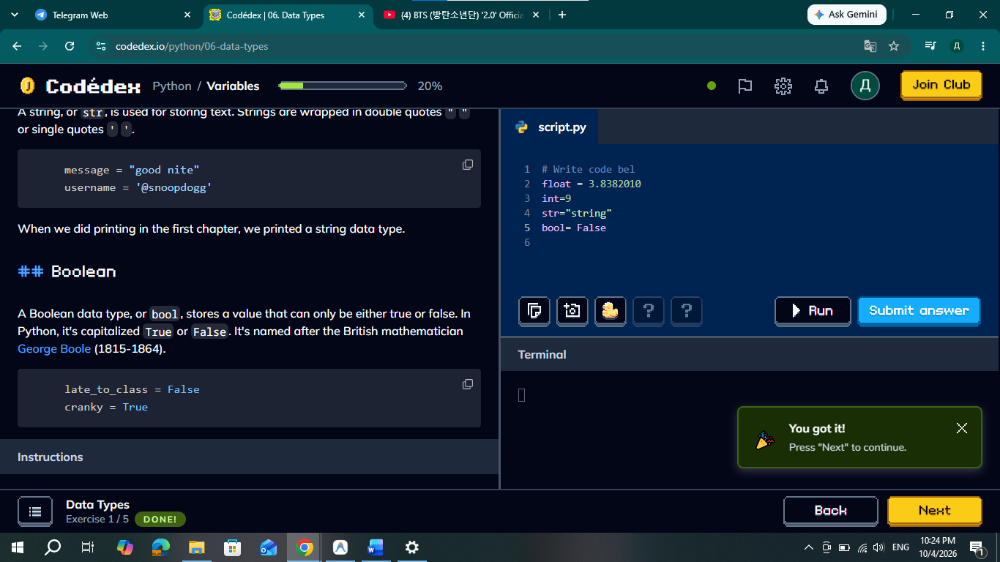 Telegram Web
Codédex | 06. Data Types
(4) BTS (방탄소년단) '2.0' Officia
Ask Gemini
codedex.io/python/06-data-types
Д
Codédex
Python / Variables
20%
Д
Join Club
A string, or str, is used for storing text. Strings are wrapped in double quotes " "
or single quotes ' '.
message = "good nite"
username = '@snoopdogg'
When we did printing in the first chapter, we printed a string data type.
## Boolean
A Boolean data type, or bool, stores a value that can only be either true or false. In
Python, it's capitalized True or False. It's named after the British mathematician
George Boole (1815-1864).
late_to_class = False
cranky = True
Instructions
script.py
1 # Write code bel
2 float = 3.8382010
3 int=9
4 str="string"
5 bool= False
6
? ?
Run
Submit answer
Terminal
You got it!
Press "Next" to continue.
Data Types
Exercise 1 / 5 DONE!
Back
Next
ENG
10:24 PM
10/4/2026
1